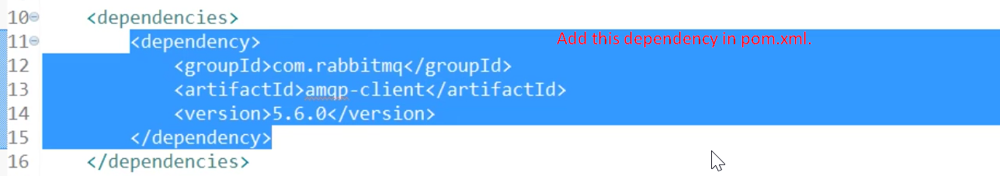 10 <dependencies>
11 <dependency> Add this dependency in pom.xml.
12 <groupId>com.rabbitmq</groupId>
13 <artifactId>amqp-client</artifactId>
14 <version>5.6.0</version>
15 </dependency>
16 </dependencies>